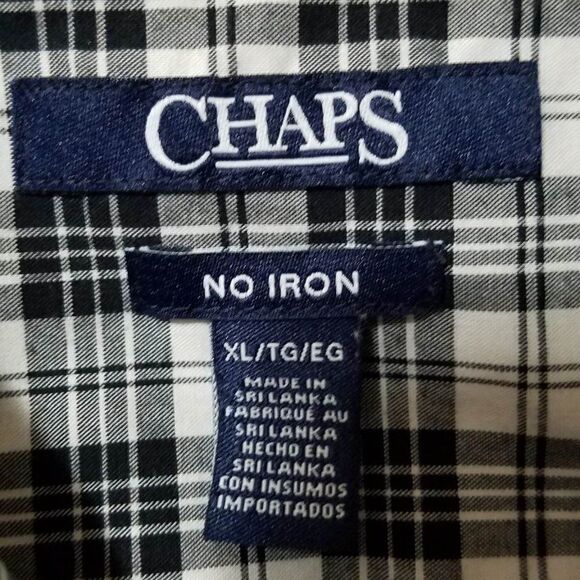 CHAPS
NO IRON
XL/TG/EG
MADE IN
SRI LANKA
FABRIQUÉ AU
SRI LANKA
HECHO EN
SRI LANKA
CON INSUMOS
IMPORTADOS